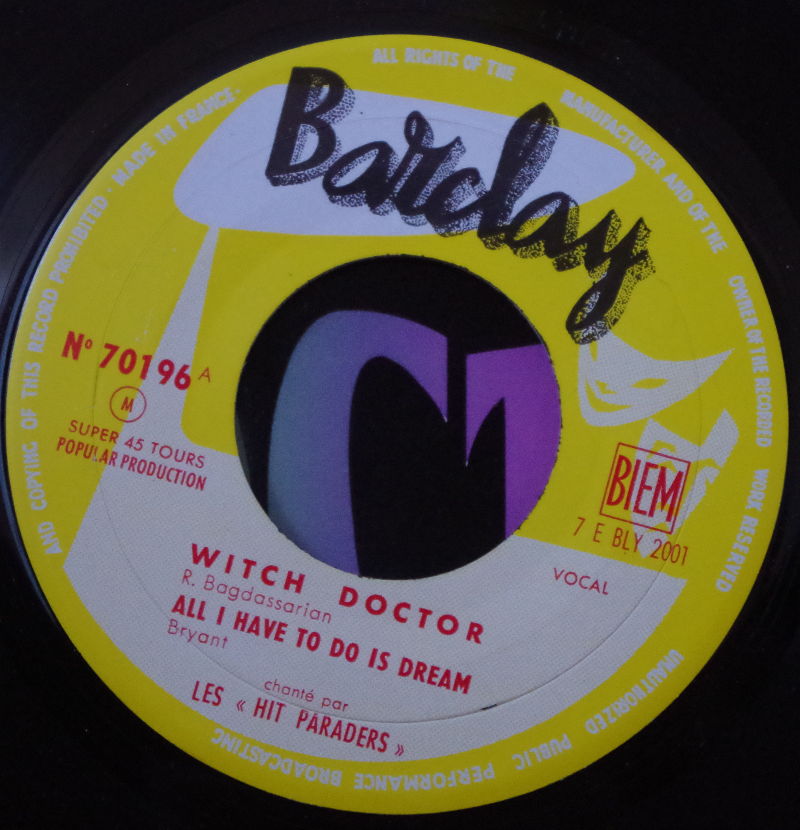 ALL RIGHTS OF THE MANUFACTURER AND OF THE OWNER OF THE RECORDED WORK RESERVED
UNAUTHORIZED PUBLIC PERFORMANCE BROADCASTING
AND COPYING OF THIS RECORD PROHIBITED · MADE IN FRANCE ·
Barclay
Nº 70196 A
M
SUPER 45 TOURS
POPULAR PRODUCTION
BIEM
7 E BLY 2001
VOCAL
WITCH DOCTOR
R. Bagdassarian
ALL I HAVE TO DO IS DREAM
Bryant
chanté par
LES « HIT PARADERS »